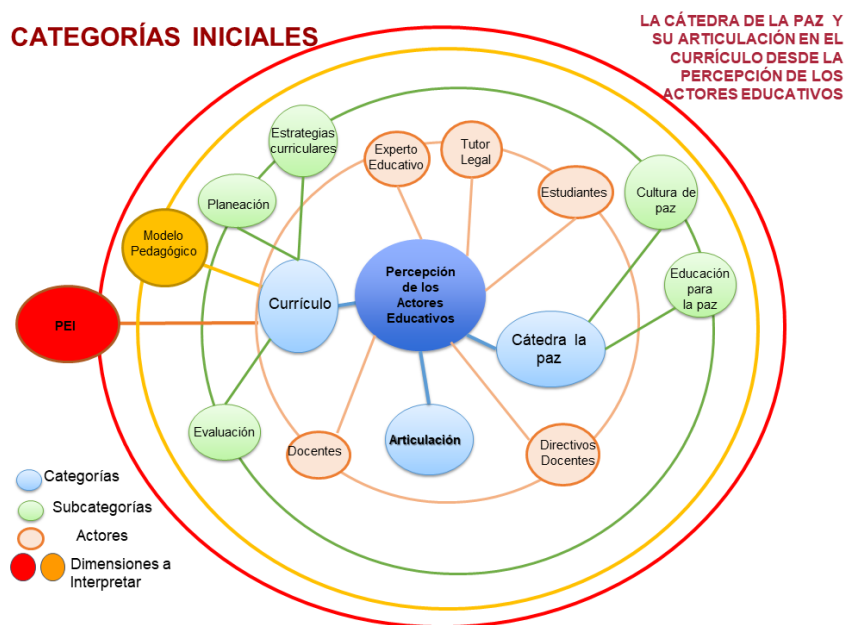 CATEGORÍAS INICIALES
LA CÁTEDRA DE LA PAZ Y
SU ARTICULACIÓN EN EL
CURRÍCULO DESDE LA
PERCEPCIÓN DE LOS
ACTORES EDUCATIVOS
Estrategias
curriculares
Experto
Educativo
Tutor
Legal
Planeación
Estudiantes
Cultura de
paz
Modelo
Pedagógico
Percepción
de los
Actores
Educativos
Educación
para
la paz
Currículo
PEI
Cátedra la
paz
Evaluación
Docentes
Articulación
Directivos
Docentes
Categorías
Subcategorías
Actores
Dimensiones a
Interpretar